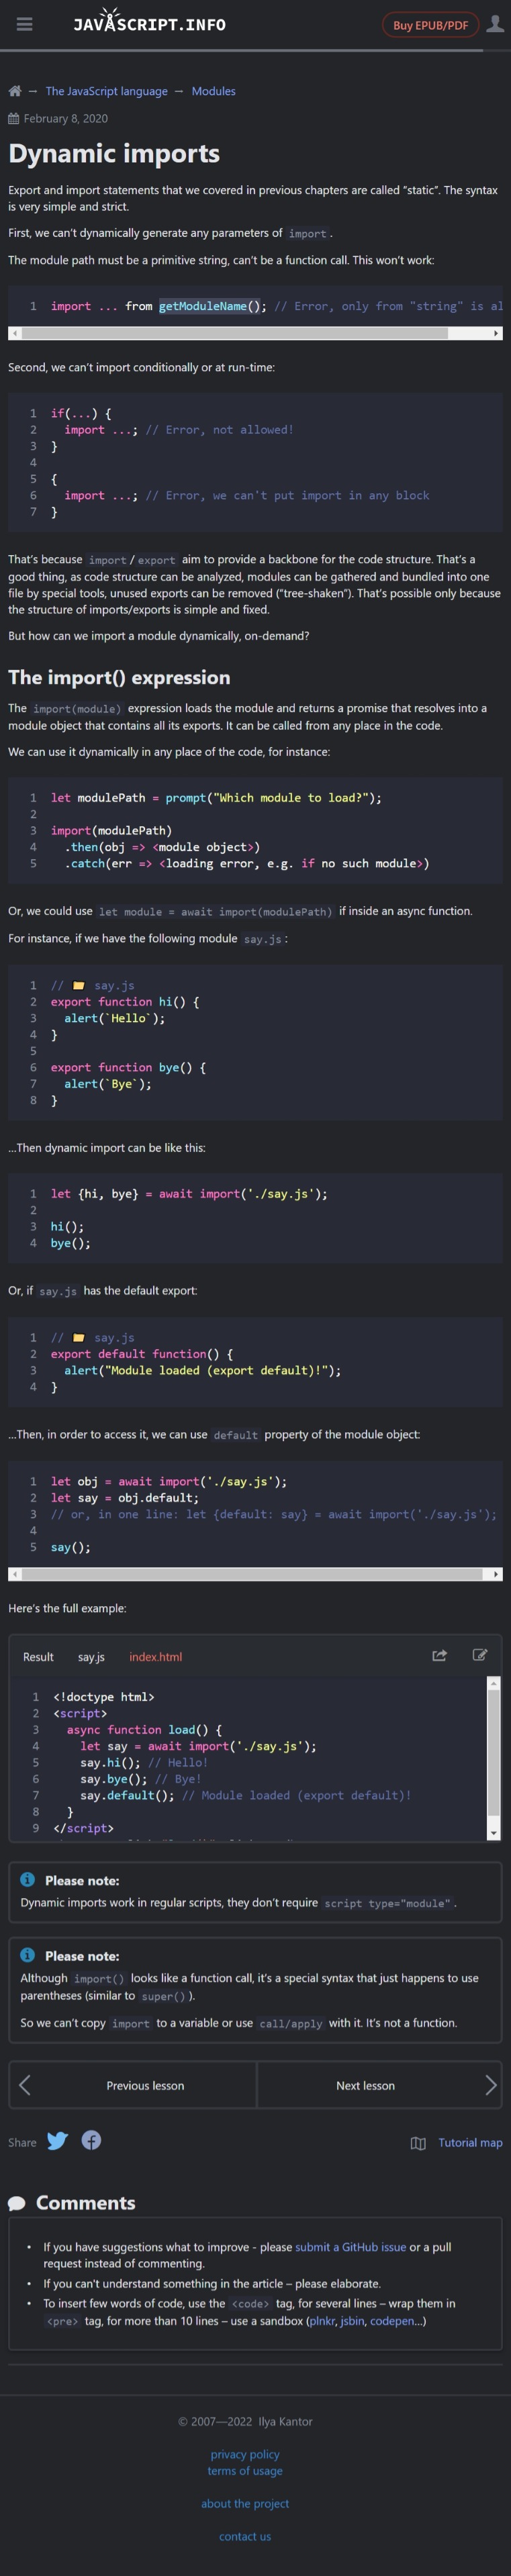 JAVASCRIPT.INFO
Buy EPUB/PDF
→ The JavaScript language → Modules
February 8, 2020
Dynamic imports
Export and import statements that we covered in previous chapters are called “static”. The syntax
is very simple and strict.
First, we can’t dynamically generate any parameters of import.
The module path must be a primitive string, can’t be a function call. This won’t work:
1 import ... from getModuleName(); // Error, only from "string" is al
Second, we can’t import conditionally or at run-time:
1 if(...) {
2 import ...; // Error, not allowed!
3 }
4
5 {
6 import ...; // Error, we can't put import in any block
7 }
That’s because import/export aim to provide a backbone for the code structure. That’s a
good thing, as code structure can be analyzed, modules can be gathered and bundled into one
file by special tools, unused exports can be removed (“tree-shaken”). That’s possible only because
the structure of imports/exports is simple and fixed.
But how can we import a module dynamically, on-demand?
The import() expression
The import(module) expression loads the module and returns a promise that resolves into a
module object that contains all its exports. It can be called from any place in the code.
We can use it dynamically in any place of the code, for instance:
1 let modulePath = prompt("Which module to load?");
2
3 import(modulePath)
4 .then(obj => <module object>)
5 .catch(err => <loading error, e.g. if no such module>)
Or, we could use let module = await import(modulePath) if inside an async function.
For instance, if we have the following module say.js:
1 // 📁 say.js
2 export function hi() {
3 alert(`Hello`);
4 }
5
6 export function bye() {
7 alert(`Bye`);
8 }
…Then dynamic import can be like this:
1 let {hi, bye} = await import('./say.js');
2
3 hi();
4 bye();
Or, if say.js has the default export:
1 // 📁 say.js
2 export default function() {
3 alert("Module loaded (export default)!");
4 }
…Then, in order to access it, we can use default property of the module object:
1 let obj = await import('./say.js');
2 let say = obj.default;
3 // or, in one line: let {default: say} = await import('./say.js');
4
5 say();
Here’s the full example:
Result say.js index.html
1 <!doctype html>
2 <script>
3 async function load() {
4 let say = await import('./say.js');
5 say.hi(); // Hello!
6 say.bye(); // Bye!
7 say.default(); // Module loaded (export default)!
8 }
9 </script>
Please note:
Dynamic imports work in regular scripts, they don’t require script type="module".
Please note:
Although import() looks like a function call, it’s a special syntax that just happens to use
parentheses (similar to super()).
So we can’t copy import to a variable or use call/apply with it. It’s not a function.
Previous lesson Next lesson
Share Tutorial map
Comments
• If you have suggestions what to improve - please submit a GitHub issue or a pull
request instead of commenting.
• If you can't understand something in the article – please elaborate.
• To insert few words of code, use the <code> tag, for several lines – wrap them in
<pre> tag, for more than 10 lines – use a sandbox (plnkr, jsbin, codepen…)
© 2007—2022 Ilya Kantor
privacy policy
terms of usage
about the project
contact us